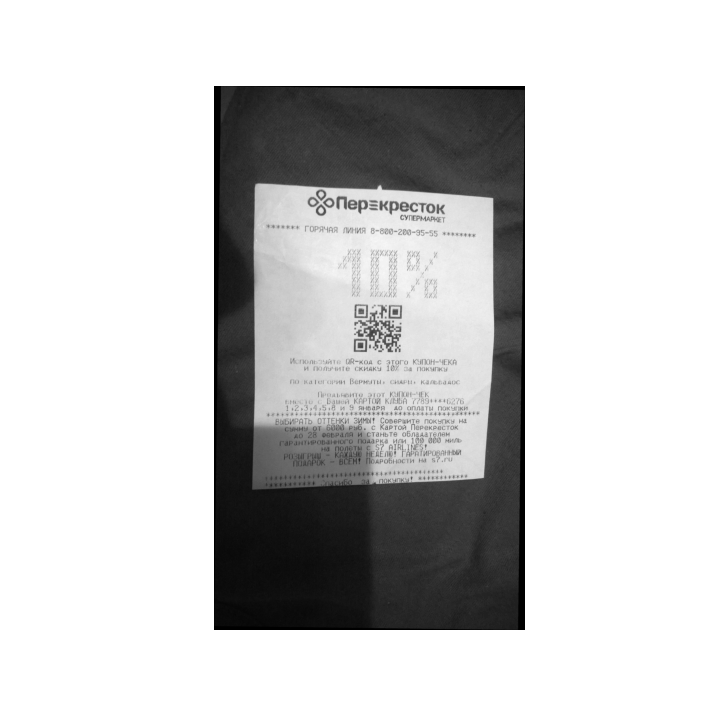 Перекресток
СУПЕРМАРКЕТ
******* ГОРЯЧАЯ ЛИНИЯ 8-800-200-95-55 ********
10%
Используйте QR-код с этого КУПОН-ЧЕКА
и получите скидку 10% за покупку
по категории Вермуты, сидры, кальвадос
Предъявите этот КУПОН-ЧЕК
вместе с Вашей КАРТОЙ КЛУБА 7789****6276
1,2,3,4,5,8 и 9 января до оплаты покупки
ВЫБИРАТЬ ОТТЕНКИ ЗИМЫ! Совершите покупку на
сумму от 6000 руб. с Картой Перекресток
до 28 февраля и станьте обладателем
гарантированного подарка или 100 000 миль
на полеты с S7 AIRLINES!
РОЗЫГРЫШ - КАЖДУЮ НЕДЕЛЮ! ГАРАТИРОВАННЫЙ
ПОДАРОК - ВСЕМ! Подробности на s7.ru
Спасибо за покупку!